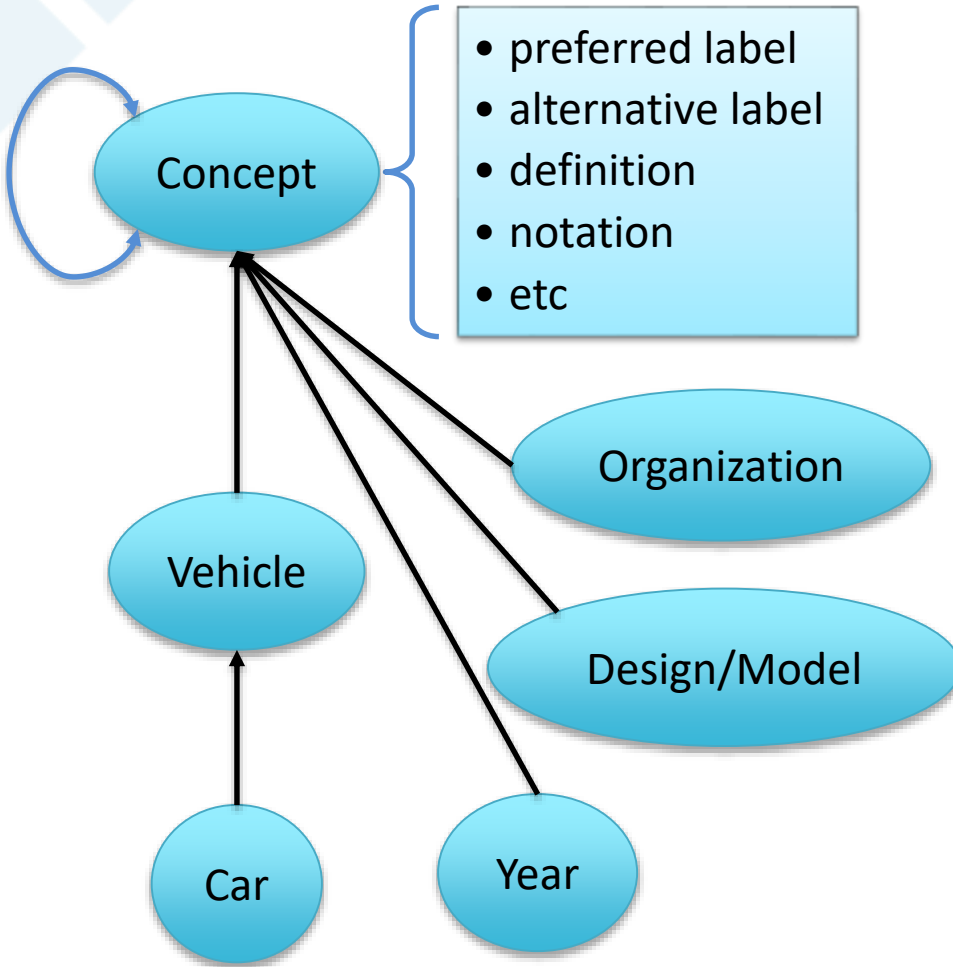 • preferred label
• alternative label
• definition
• notation
• etc
Concept
Organization
Vehicle
Design/Model
Car
Year